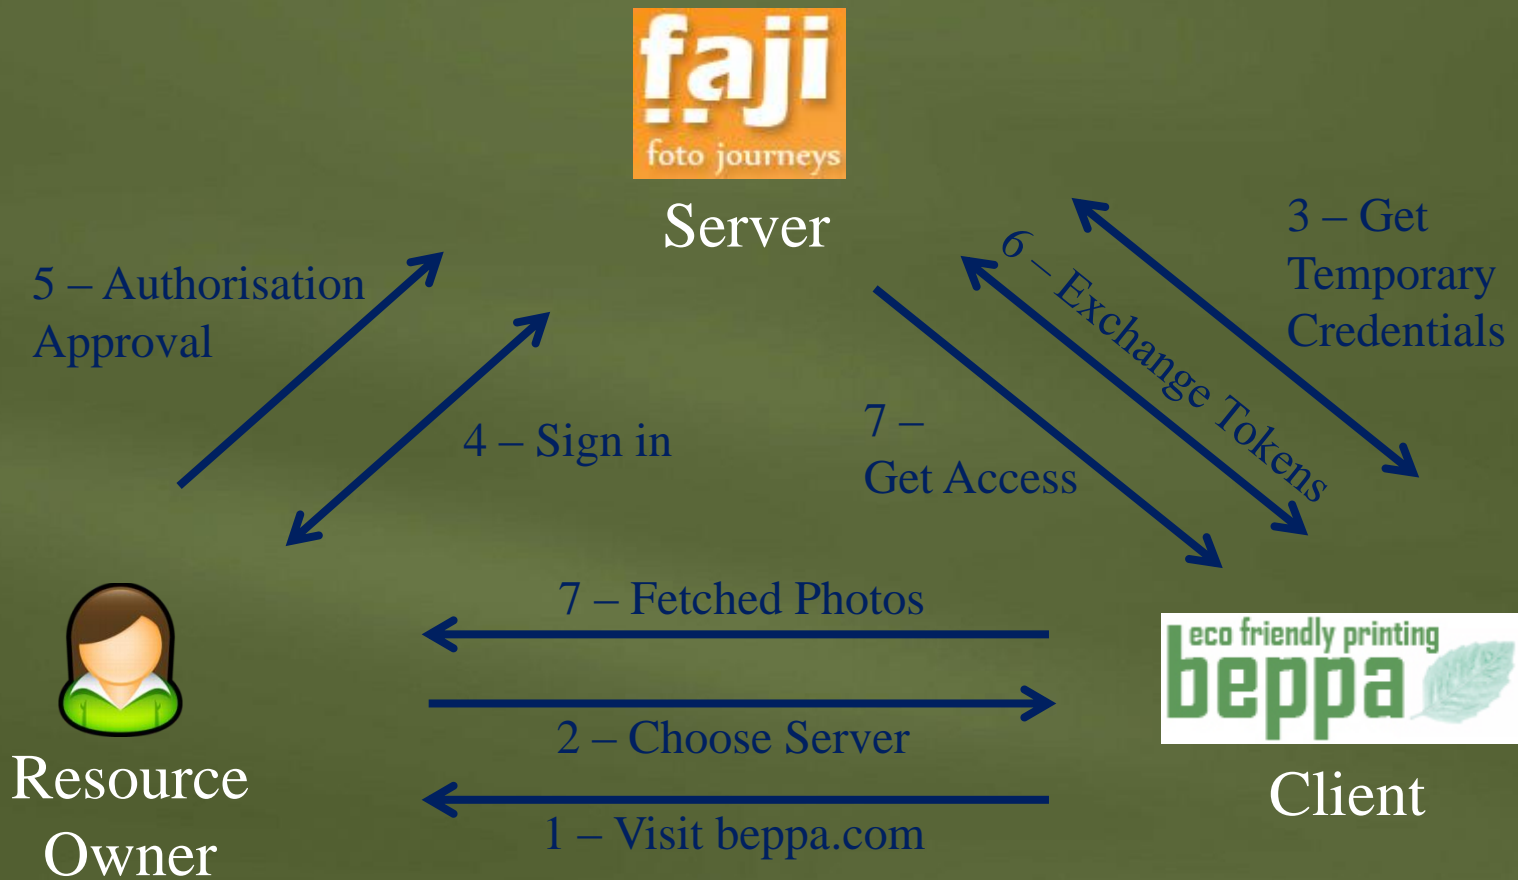 faji
foto journeys
Server
5 – Authorisation
Approval
4 – Sign in
3 – Get
Temporary
Credentials
6 – Exchange Tokens
7 –
Get Access
7 – Fetched Photos
2 – Choose Server
1 – Visit beppa.com
Resource
Owner
eco friendly printing
beppa
Client